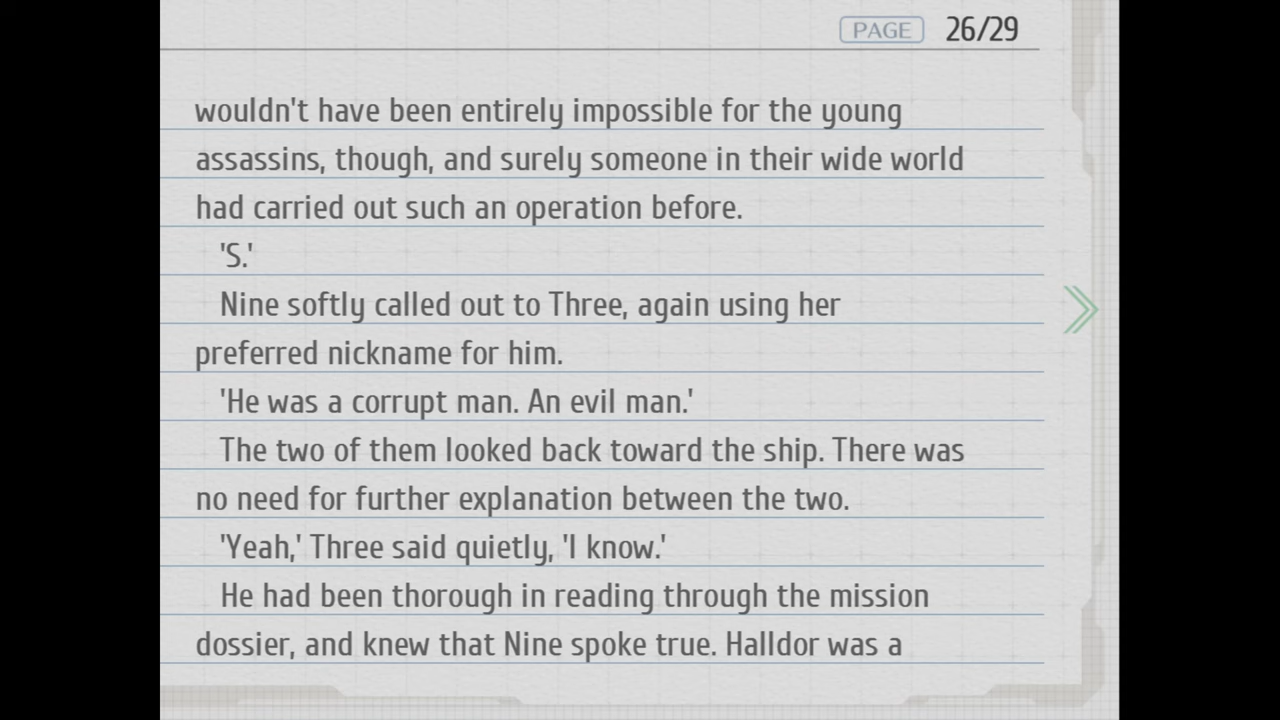 PAGE 26/29
wouldn't have been entirely impossible for the young
assassins, though, and surely someone in their wide world
had carried out such an operation before.
'S.'
Nine softly called out to Three, again using her
preferred nickname for him.
'He was a corrupt man. An evil man.'
The two of them looked back toward the ship. There was
no need for further explanation between the two.
'Yeah,' Three said quietly, 'I know.'
He had been thorough in reading through the mission
dossier, and knew that Nine spoke true. Halldor was a